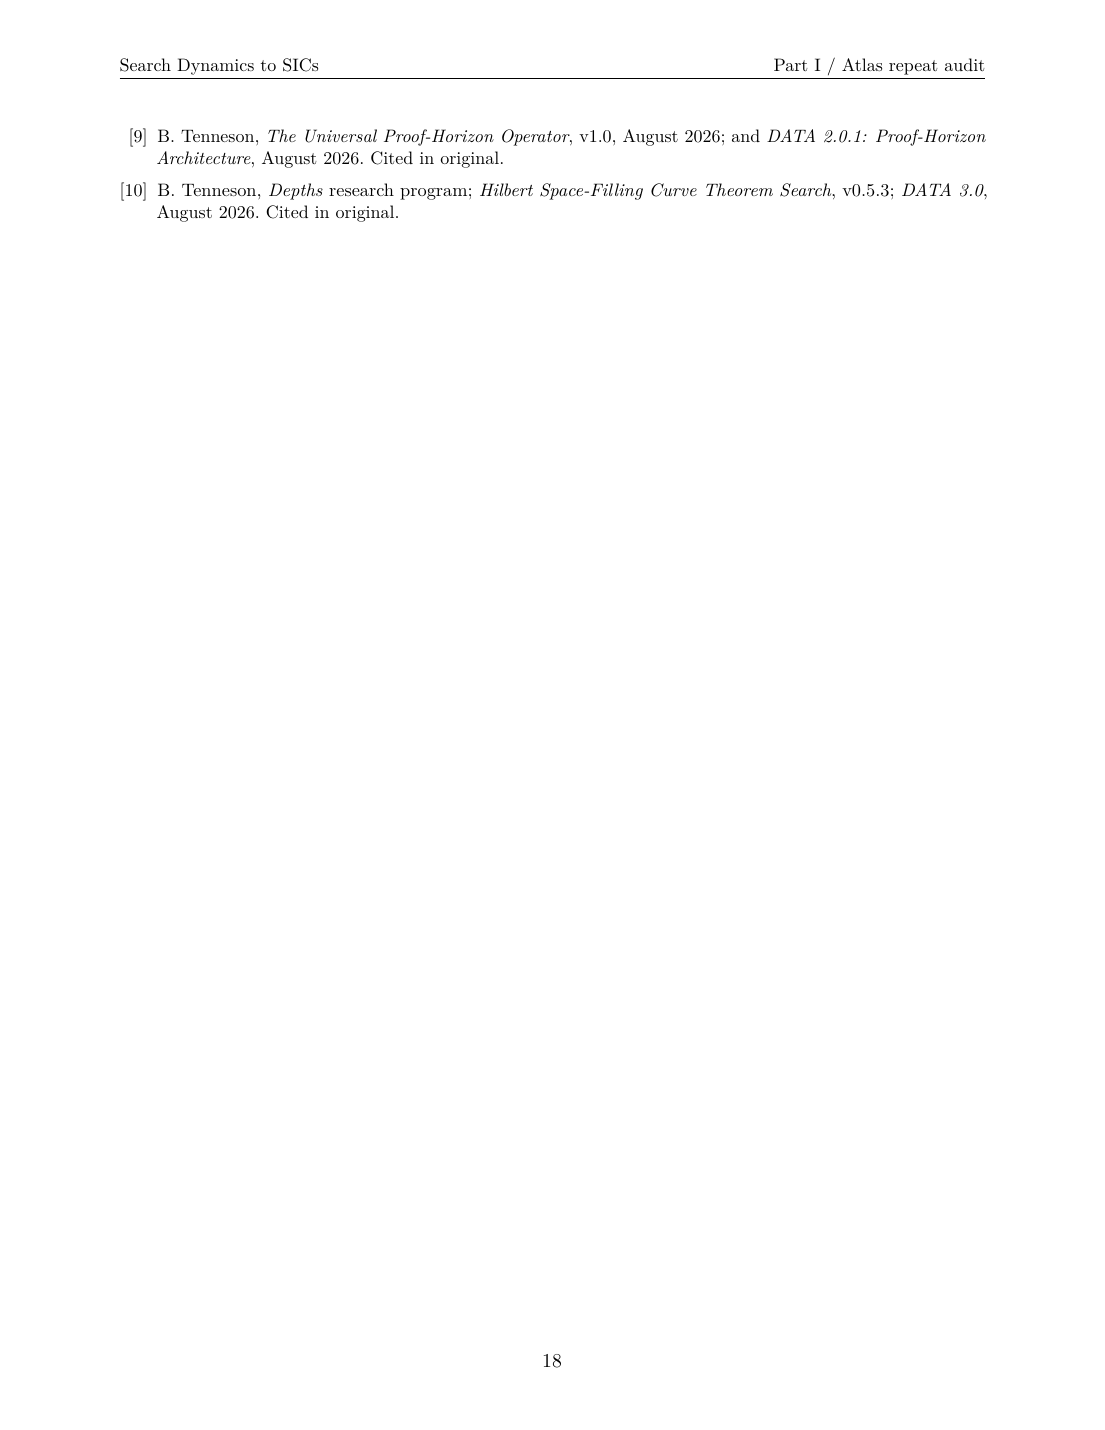 Search Dynamics to SICs Part I / Atlas repeat audit
[9] B. Tenneson, The Universal Proof-Horizon Operator, v1.0, August 2026; and DATA 2.0.1: Proof-Horizon
Architecture, August 2026. Cited in original.
[10] B. Tenneson, Depths research program; Hilbert Space-Filling Curve Theorem Search, v0.5.3; DATA 3.0,
August 2026. Cited in original.
18